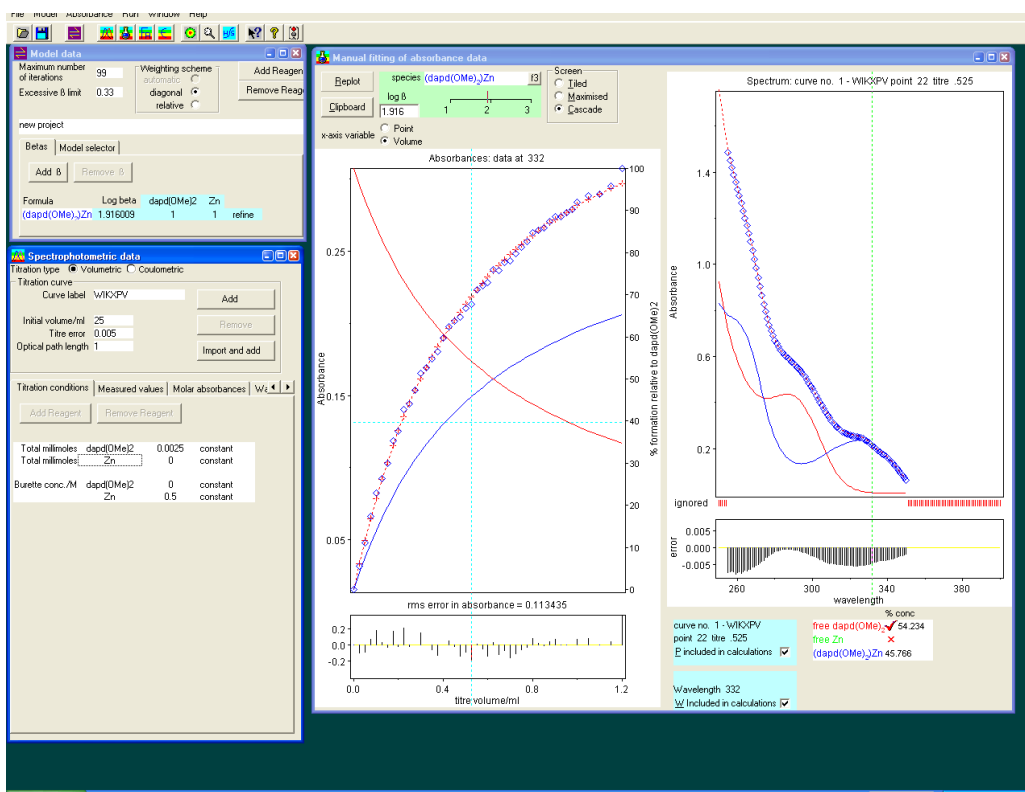 File Model Absorbance Run Window Help
Model data
Maximum number
of iterations 99
Excessive ß limit 0.33
Weighting scheme
automatic
diagonal
relative
Add Reagen
Remove Reage
new project
Betas Model selector
Add ß Remove ß
Formula Log beta dapd(OMe)2 Zn
(dapd(OMe)₂)Zn 1.916009 1 1 refine
Spectrophotometric data
Titration type Volumetric Coulometric
Titration curve
Curve label WIKXPV
Add
Initial volume/ml 25
Remove
Titre error 0.005
Optical path length 1
Import and add
Titration conditions Measured values Molar absorbances Wa
Add Reagent Remove Reagent
Total millimoles dapd(OMe)2 0.0025 constant
Total millimoles Zn 0 constant
Burette conc./M dapd(OMe)2 0 constant
Zn 0.5 constant
Manual fitting of absorbance data
Replot
Clipboard
species (dapd(OMe)₂)Zn f3
log ß
1.916
1 2 3
Screen
Tiled
Maximised
Cascade
x-axis variable
Point
Volume
Absorbances: data at 332
Absorbance
0.25
0.15
0.05
100
90
80
70
60
50
40
30
20
10
0
% formation relative to dapd(OMe)2
rms error in absorbance = 0.113435
0.2
0.0
-0.2
0.0 0.4 0.8 1.2
titre volume/ml
Spectrum: curve no. 1 - WIKXPV point 22 titre .525
Absorbance
1.4
1.0
0.6
0.2
ignored
error
0.005
0.000
-0.005
260 300 340 380
wavelength
% conc
curve no. 1 - WIKXPV
point 22 titre .525
P included in calculations
free dapd(OMe)₂ 54.234
free Zn
(dapd(OMe)₂)Zn 45.766
Wavelength 332
W Included in calculations